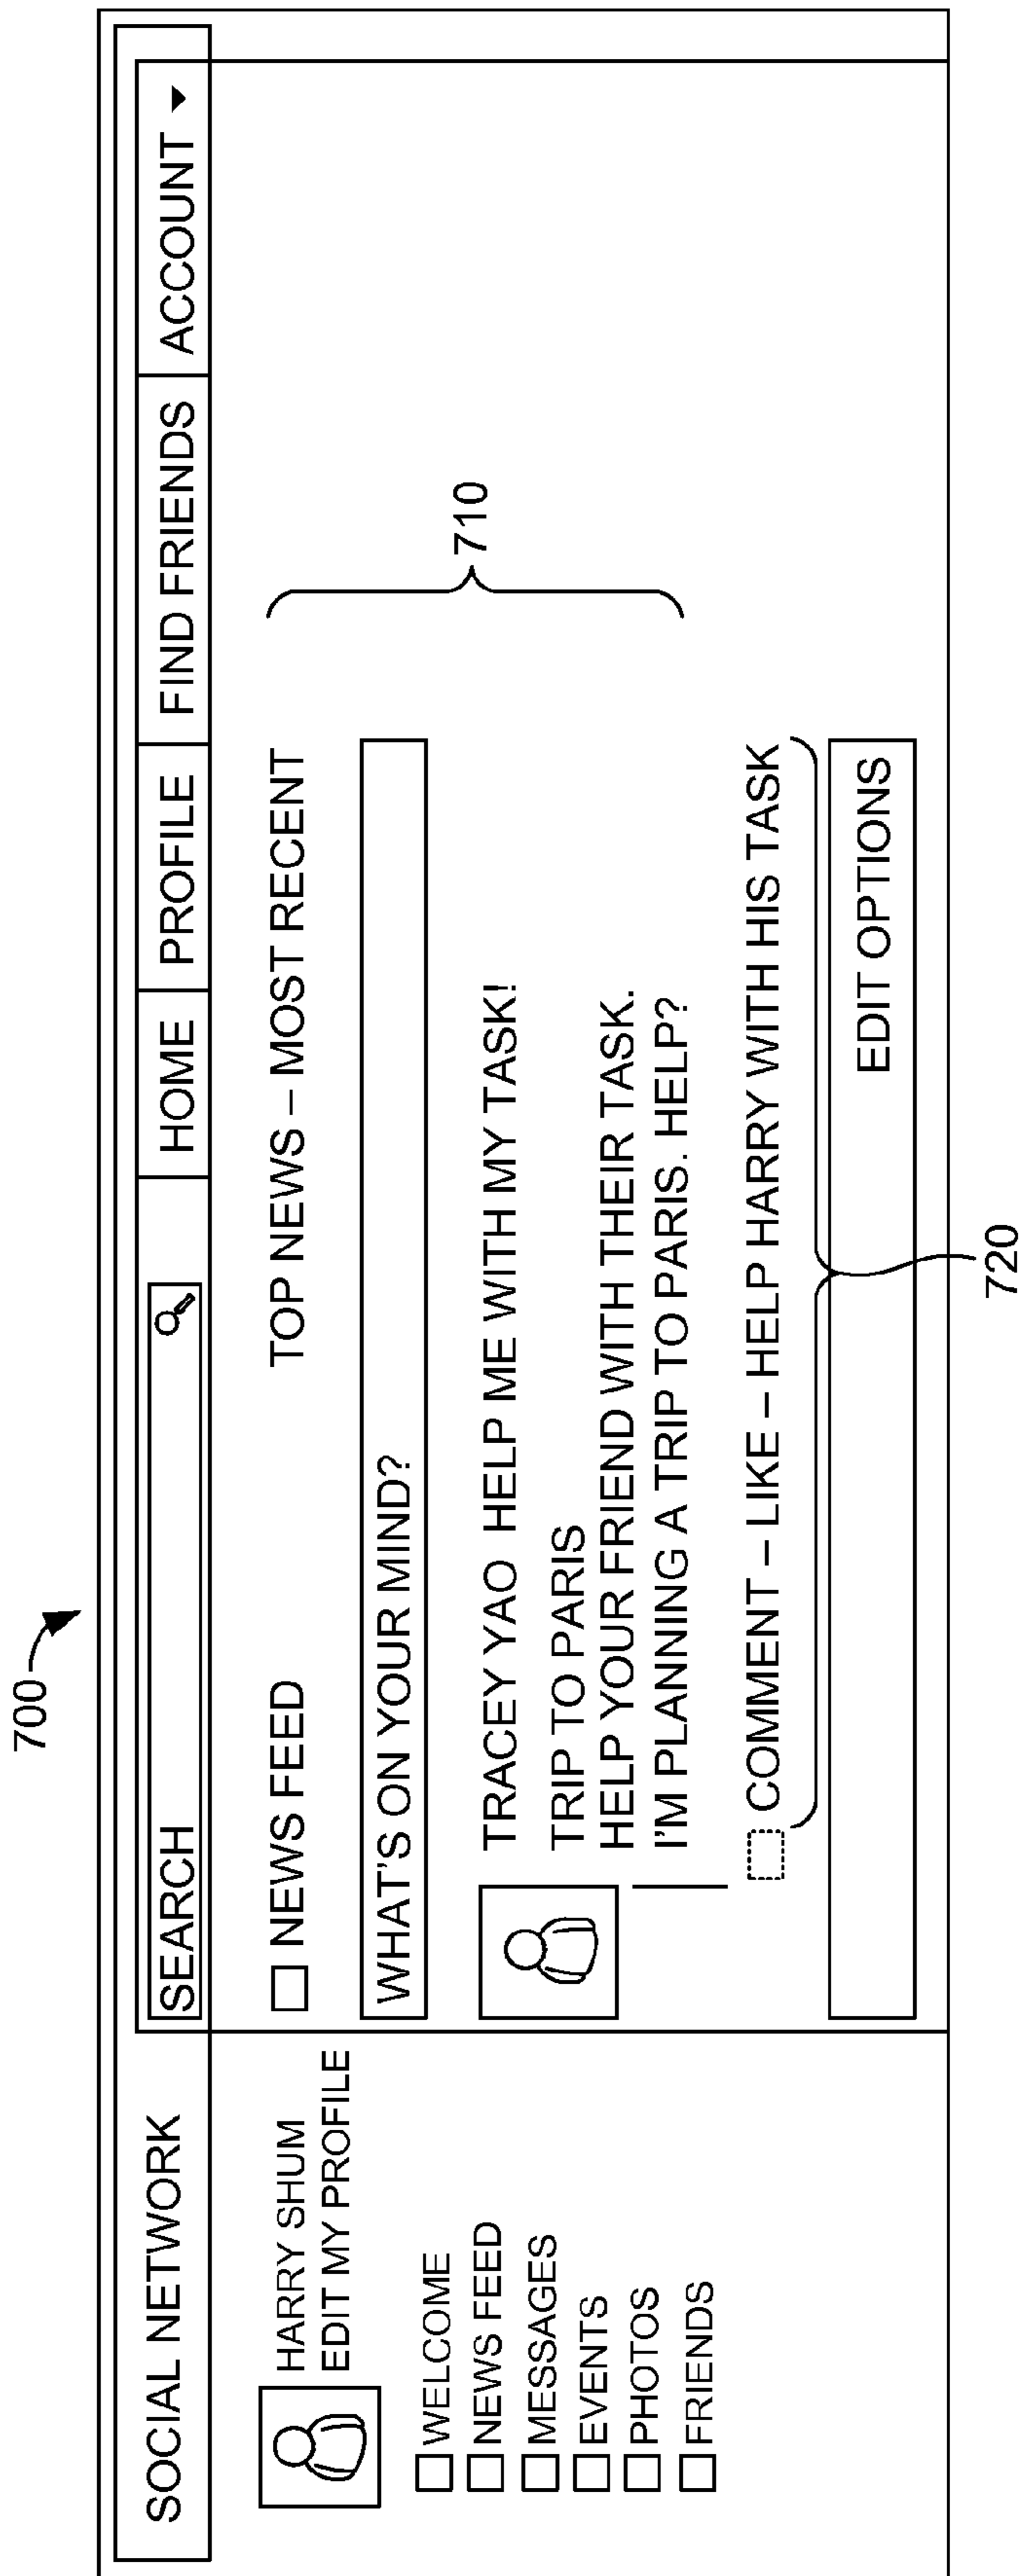 700
SOCIAL NETWORK
SEARCH
HOME
PROFILE
FIND FRIENDS
ACCOUNT
HARRY SHUM
EDIT MY PROFILE
WELCOME
NEWS FEED
MESSAGES
EVENTS
PHOTOS
FRIENDS
NEWS FEED
TOP NEWS – MOST RECENT
WHAT'S ON YOUR MIND?
TRACEY YAO HELP ME WITH MY TASK!
TRIP TO PARIS
HELP YOUR FRIEND WITH THEIR TASK.
I'M PLANNING A TRIP TO PARIS. HELP?
710
COMMENT – LIKE – HELP HARRY WITH HIS TASK
EDIT OPTIONS
720